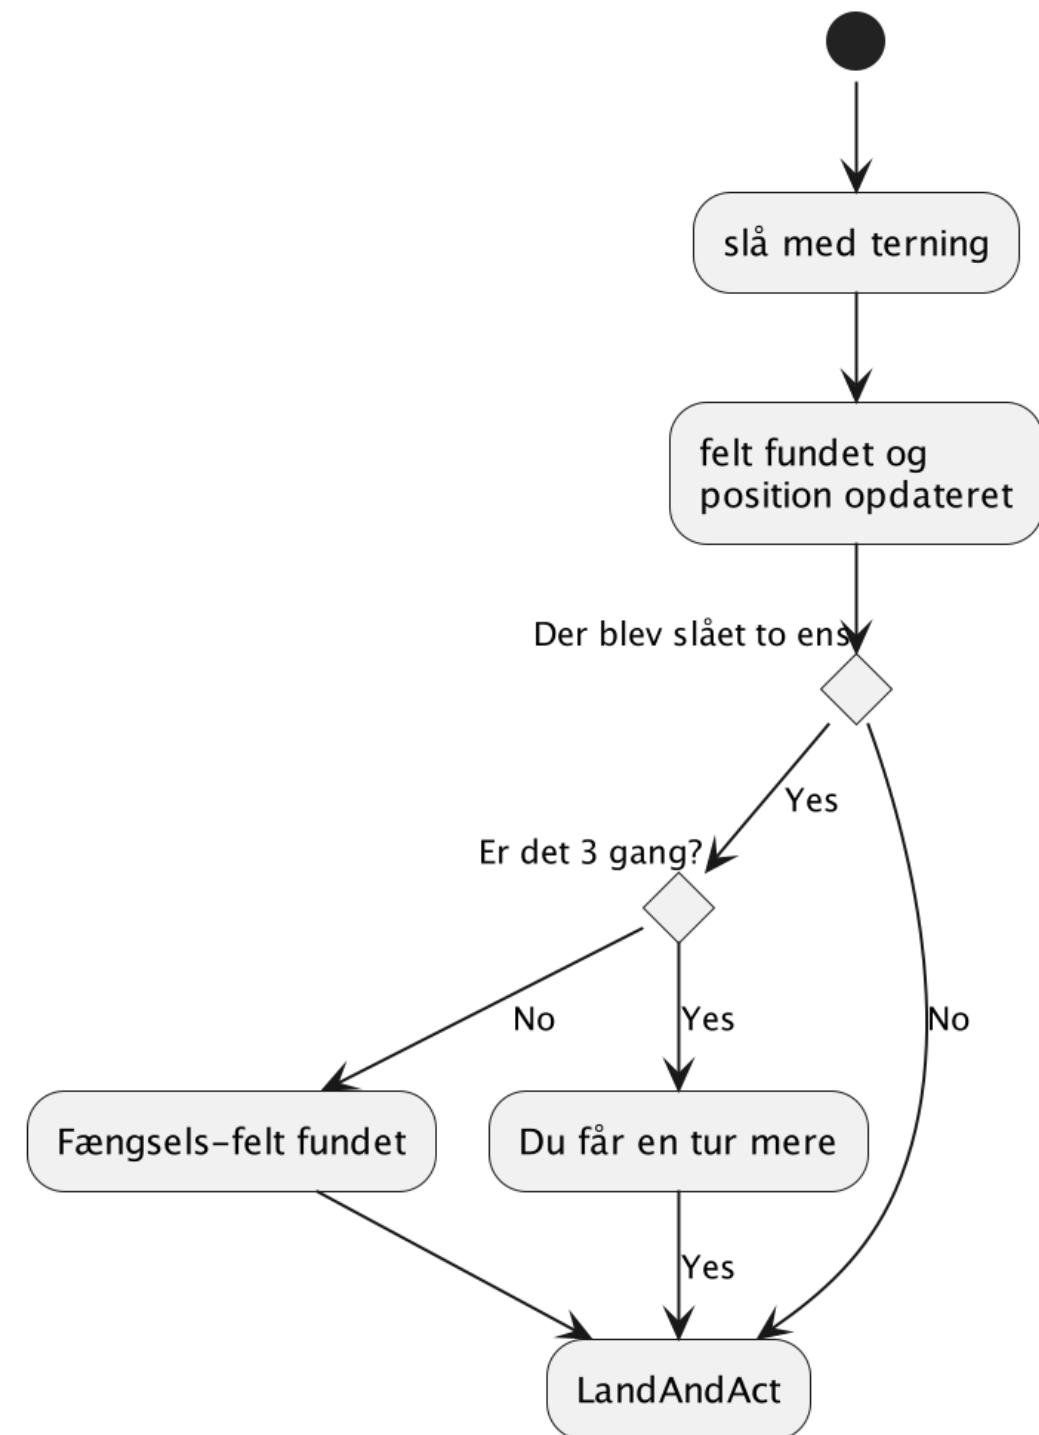 slå med terning
felt fundet og
position opdateret
Der blev slået to ens
Yes
Er det 3 gang?
No
Yes
No
Fængsels-felt fundet
Du får en tur mere
Yes
LandAndAct